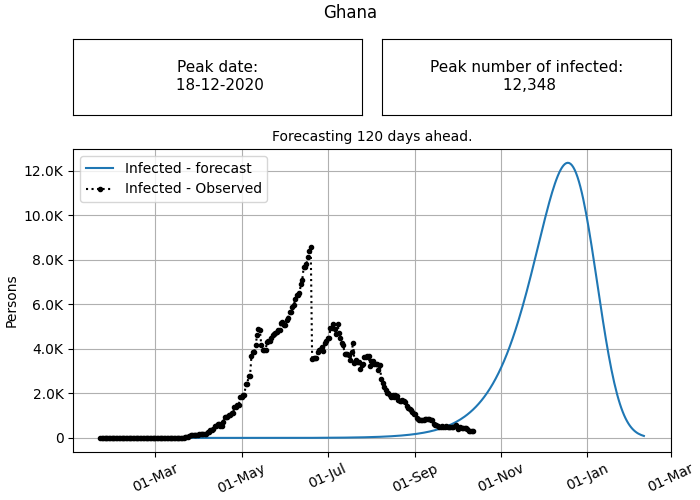 Ghana
Peak date:
18-12-2020
Peak number of infected:
12,348
Forecasting 120 days ahead.
Infected - forecast
Infected - Observed
12.0K
10.0K
8.0K
6.0K
4.0K
2.0K
0
Persons
01-Mar
01-May
01-Jul
01-Sep
01-Nov
01-Jan
01-Mar